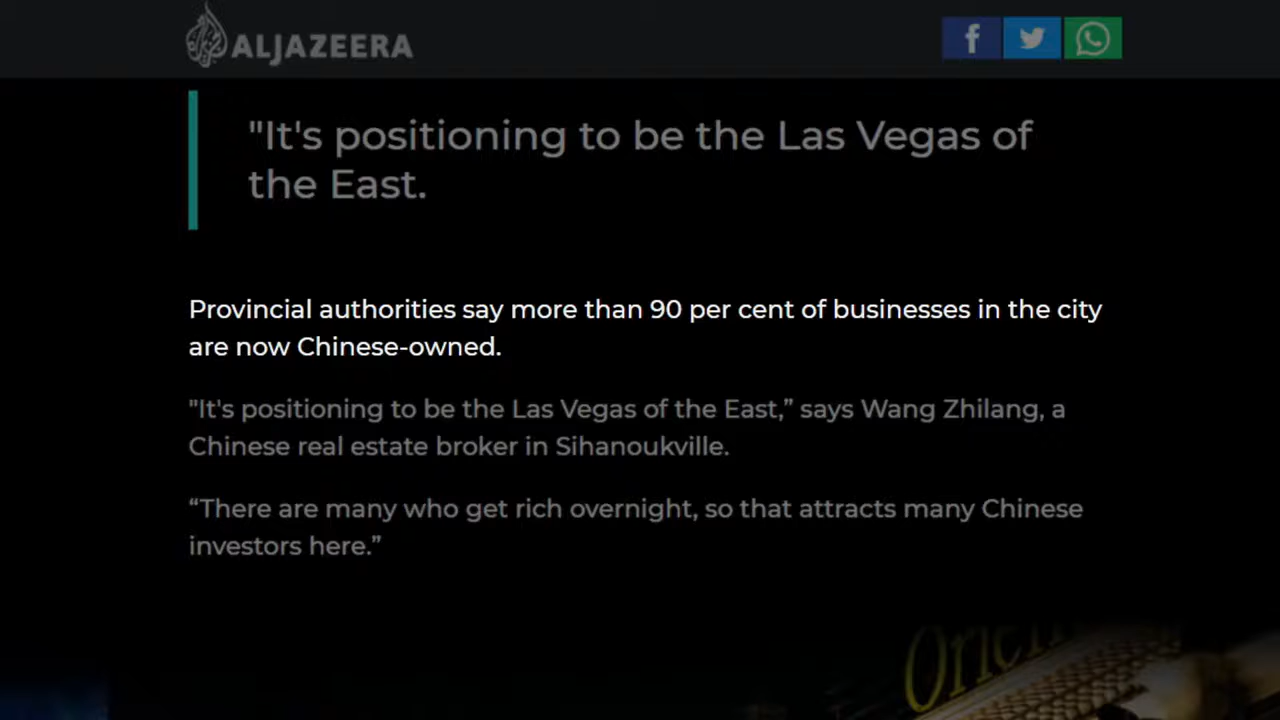 ALJAZEERA
"It's positioning to be the Las Vegas of
the East.
Provincial authorities say more than 90 per cent of businesses in the city
are now Chinese-owned.
"It's positioning to be the Las Vegas of the East,” says Wang Zhilang, a
Chinese real estate broker in Sihanoukville.
“There are many who get rich overnight, so that attracts many Chinese
investors here.”